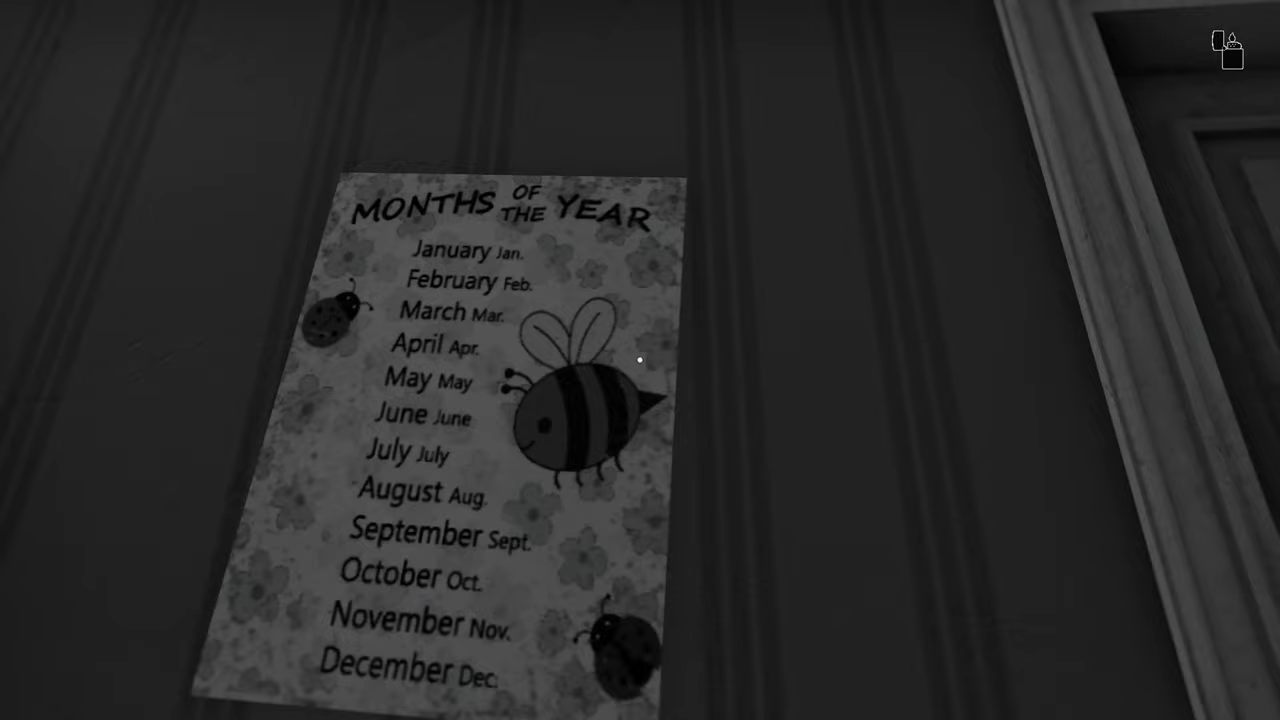 MONTHS OF THE YEAR
January Jan.
February Feb.
March Mar.
April Apr.
May May
June June
July July
August Aug.
September Sept.
October Oct.
November Nov.
December Dec.